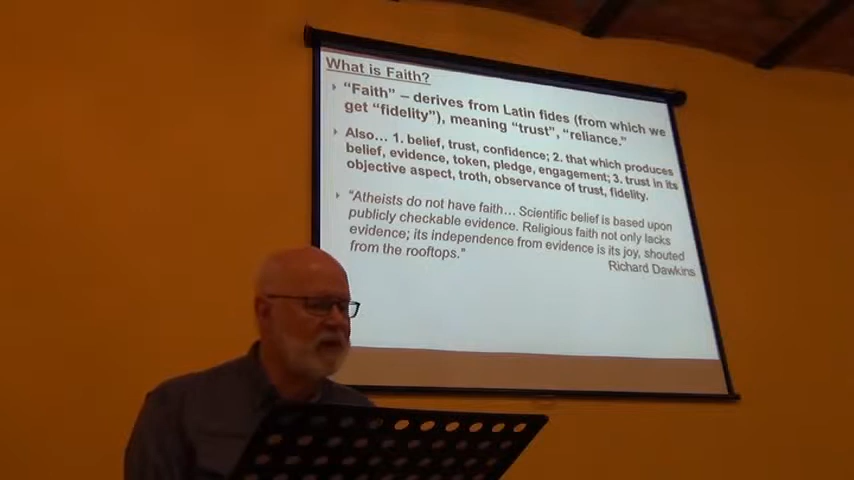 What is Faith?
“Faith” – derives from Latin fides (from which we
get “fidelity”), meaning “trust”, “reliance.”
Also… 1. belief, trust, confidence; 2. that which produces
belief, evidence, token, pledge, engagement; 3. trust in its
objective aspect, troth, observance of trust, fidelity.
“Atheists do not have faith… Scientific belief is based upon
publicly checkable evidence. Religious faith not only lacks
evidence; its independence from evidence is its joy, shouted
from the rooftops.”
Richard Dawkins